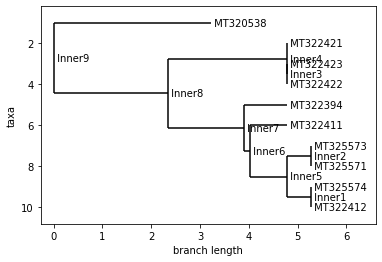 MT320538
2
MT322421
Inner4
Inner9
MT322423
Inner3
4
MT322422
Inner8
MT322394
taxa
6
MT322411
Inner7
Inner6
MT325573
Inner2
8
MT325571
Inner5
MT325574
Inner1
10
MT322412
0 1 2 3 4 5 6
branch length